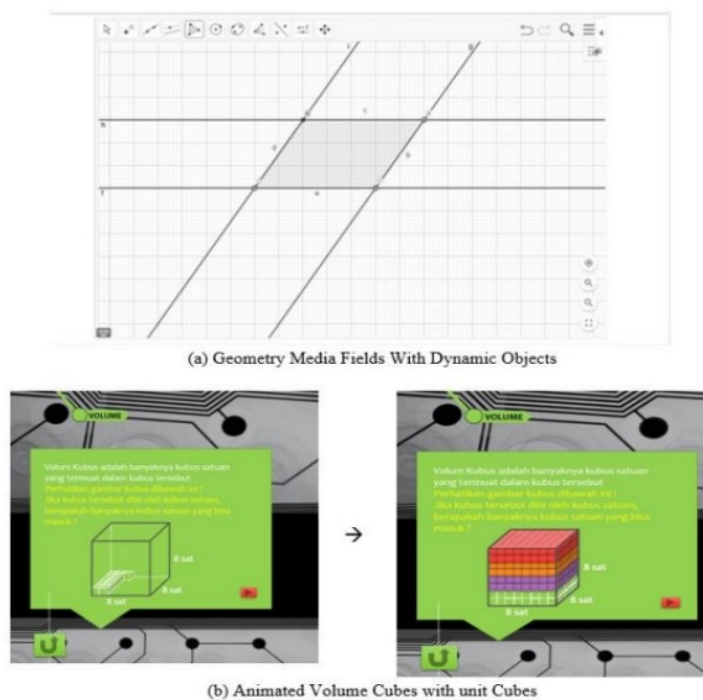 c
h
d
b
f
a
(a) Geometry Media Fields With Dynamic Objects
VOLUME
Volum Kubus adalah banyaknya kubus satuan
yang termuat dalam kubus tersebut
Perhatikan gambar kubus dibawah ini !
Jika kubus tersebut diisi oleh kubus satuan,
berapakah banyaknya kubus satuan yang bisa
masuk ?
8 sat
8 sat
8 sat
→
VOLUME
Volum Kubus adalah banyaknya kubus satuan
yang termuat dalam kubus tersebut
Perhatikan gambar kubus dibawah ini !
Jika kubus tersebut diisi oleh kubus satuan,
berapakah banyaknya kubus satuan yang bisa
masuk ?
8 sat
8 sat
8 sat
(b) Animated Volume Cubes with unit Cubes